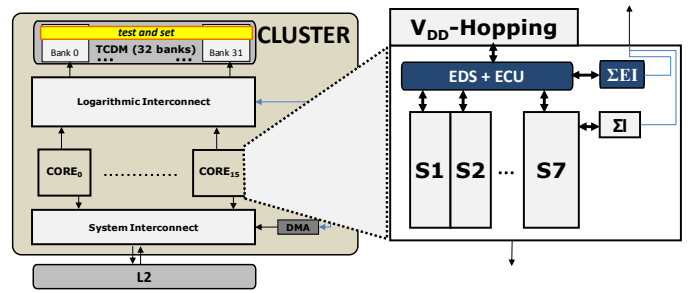 test and set
CLUSTER
Bank 0
TCDM (32 banks)
Bank 31
... ...
Logarithmic Interconnect
CORE0
.............
CORE15
System Interconnect
DMA
L2
VDD-Hopping
EDS + ECU
ΣEI
ΣI
S1
S2
...
S7